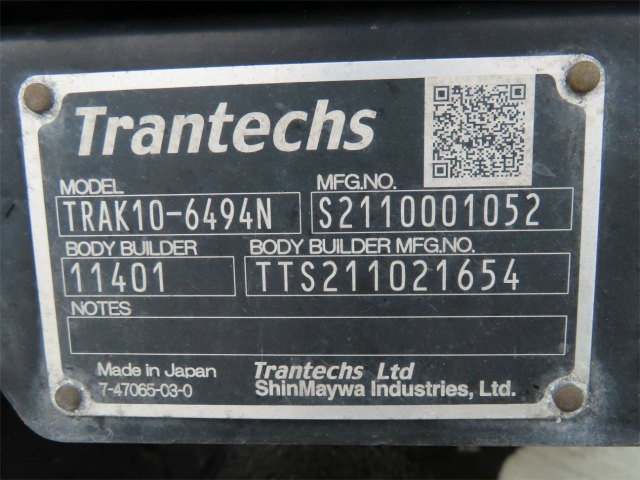 Trantechs
MODEL MFG.NO.
TRAK10-6494N S2110001052
BODY BUILDER BODY BUILDER MFG.NO.
11401 TTS211021654
NOTES
Made in Japan Trantechs Ltd
7-47065-03-0 ShinMaywa Industries, Ltd.